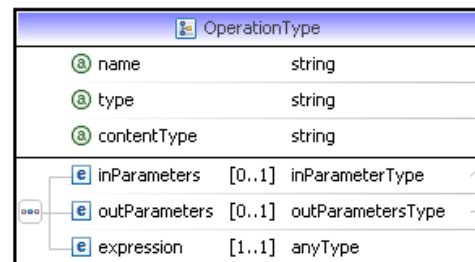 OperationType
a name string
a type string
a contentType string
e inParameters [0..1] inParameterType
e outParameters [0..1] outParametersType
e expression [1..1] anyType